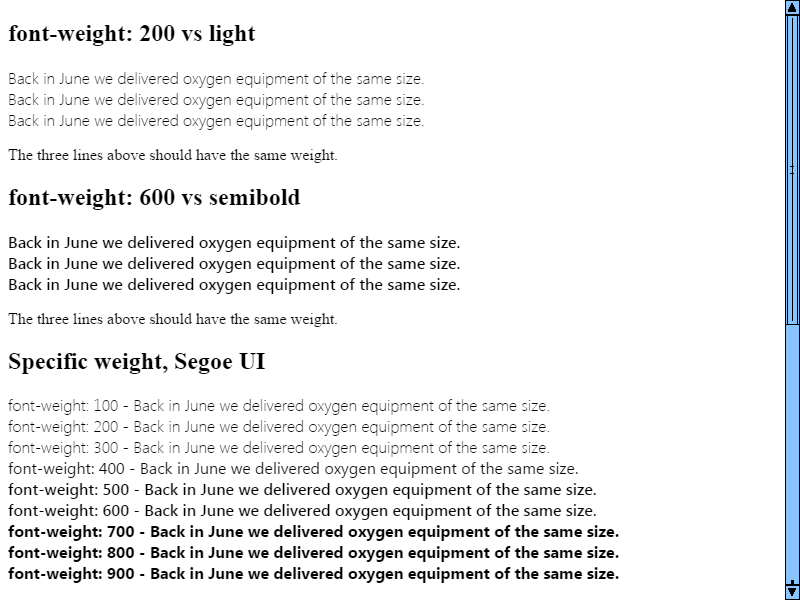 font-weight: 200 vs light
Back in June we delivered oxygen equipment of the same size.
Back in June we delivered oxygen equipment of the same size.
Back in June we delivered oxygen equipment of the same size.
The three lines above should have the same weight.
font-weight: 600 vs semibold
Back in June we delivered oxygen equipment of the same size.
Back in June we delivered oxygen equipment of the same size.
Back in June we delivered oxygen equipment of the same size.
The three lines above should have the same weight.
Specific weight, Segoe UI
font-weight: 100 - Back in June we delivered oxygen equipment of the same size.
font-weight: 200 - Back in June we delivered oxygen equipment of the same size.
font-weight: 300 - Back in June we delivered oxygen equipment of the same size.
font-weight: 400 - Back in June we delivered oxygen equipment of the same size.
font-weight: 500 - Back in June we delivered oxygen equipment of the same size.
font-weight: 600 - Back in June we delivered oxygen equipment of the same size.
font-weight: 700 - Back in June we delivered oxygen equipment of the same size.
font-weight: 800 - Back in June we delivered oxygen equipment of the same size.
font-weight: 900 - Back in June we delivered oxygen equipment of the same size.